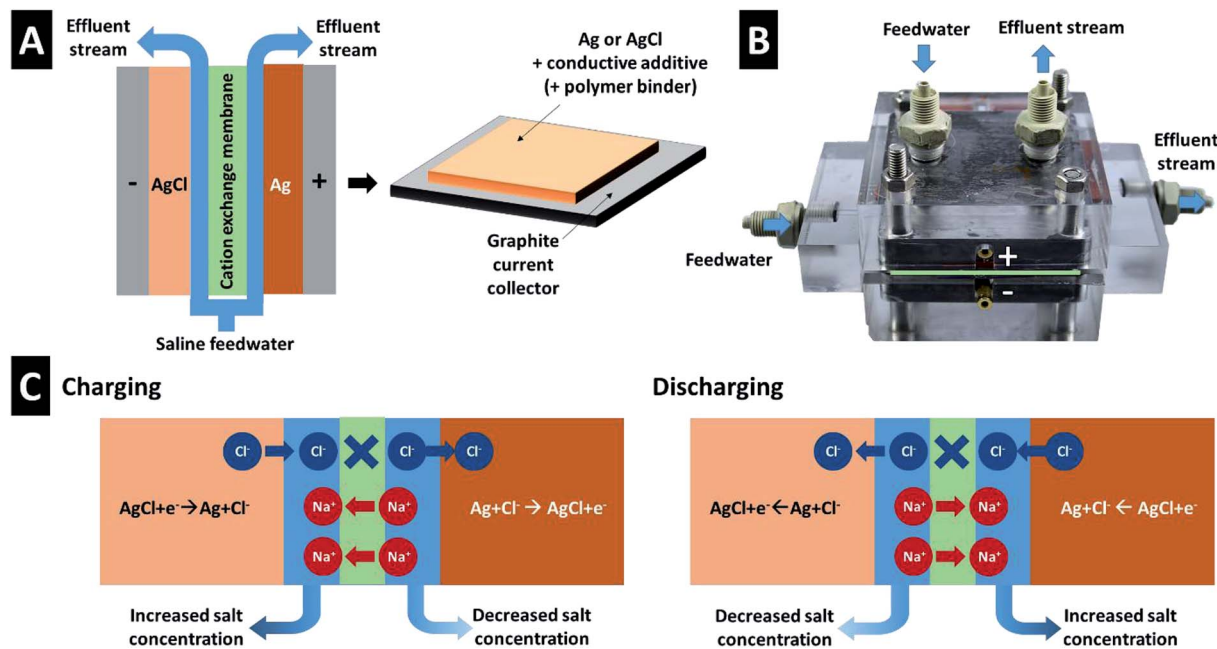 A
Effluent
stream
Effluent
stream
-
AgCl
Cation exchange membrane
Ag
+
Saline feedwater
Ag or AgCl
+ conductive additive
(+ polymer binder)
Graphite
current
collector
B
Feedwater
Effluent stream
Effluent
stream
Feedwater
+
-
C
Charging
Cl⁻
Cl⁻
Cl⁻
Cl⁻
AgCl+e⁻→Ag+Cl⁻
Na⁺
Na⁺
Ag+Cl⁻ → AgCl+e⁻
Na⁺
Na⁺
Increased salt
concentration
Decreased salt
concentration
Discharging
Cl⁻
Cl⁻
Cl⁻
Cl⁻
AgCl+e⁻←Ag+Cl⁻
Na⁺
Na⁺
Ag+Cl⁻ ← AgCl+e⁻
Na⁺
Na⁺
Decreased salt
concentration
Increased salt
concentration